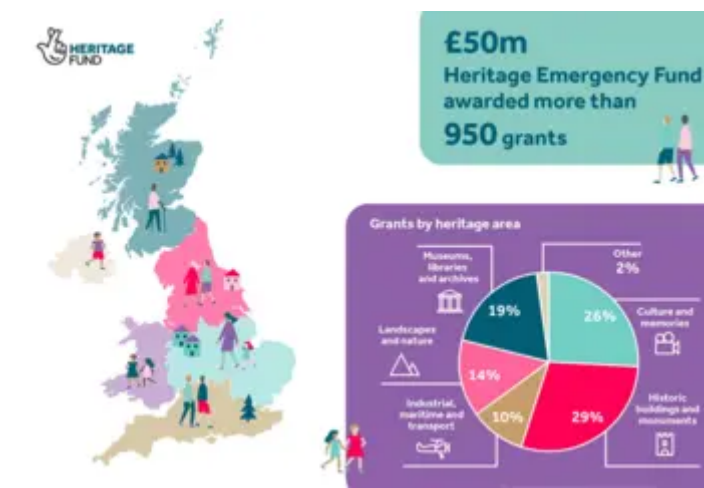 HERITAGE
FUND
£50m
Heritage Emergency Fund
awarded more than
950 grants
Grants by heritage area
Museums,
libraries
and archives
Other
2%
19%
26%
Culture and
memories
Landscapes
and nature
14%
Industrial,
maritime and
transport
10%
29%
Historic
buildings and
monuments